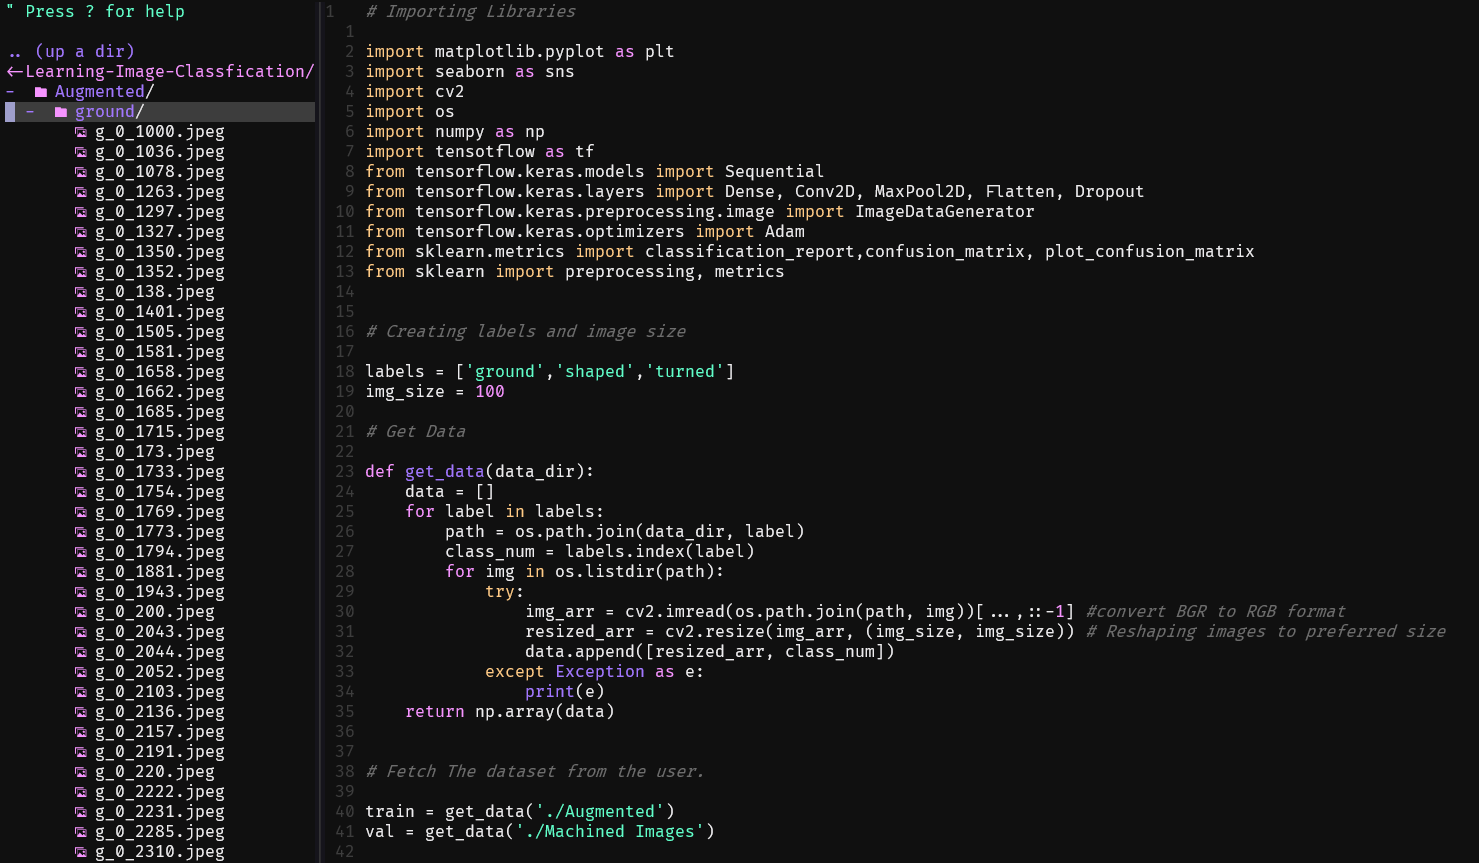 " Press ? for help
.. (up a dir)
←Learning-Image-Classfication/
- Augmented/
- ground/
g_0_1000.jpeg
g_0_1036.jpeg
g_0_1078.jpeg
g_0_1263.jpeg
g_0_1297.jpeg
g_0_1327.jpeg
g_0_1350.jpeg
g_0_1352.jpeg
g_0_138.jpeg
g_0_1401.jpeg
g_0_1505.jpeg
g_0_1581.jpeg
g_0_1658.jpeg
g_0_1662.jpeg
g_0_1685.jpeg
g_0_1715.jpeg
g_0_173.jpeg
g_0_1733.jpeg
g_0_1754.jpeg
g_0_1769.jpeg
g_0_1773.jpeg
g_0_1794.jpeg
g_0_1881.jpeg
g_0_1943.jpeg
g_0_200.jpeg
g_0_2043.jpeg
g_0_2044.jpeg
g_0_2052.jpeg
g_0_2103.jpeg
g_0_2136.jpeg
g_0_2157.jpeg
g_0_2191.jpeg
g_0_220.jpeg
g_0_2222.jpeg
g_0_2231.jpeg
g_0_2285.jpeg
g_0_2310.jpeg
1 # Importing Libraries
1
2 import matplotlib.pyplot as plt
3 import seaborn as sns
4 import cv2
5 import os
6 import numpy as np
7 import tensotflow as tf
8 from tensorflow.keras.models import Sequential
9 from tensorflow.keras.layers import Dense, Conv2D, MaxPool2D, Flatten, Dropout
10 from tensorflow.keras.preprocessing.image import ImageDataGenerator
11 from tensorflow.keras.optimizers import Adam
12 from sklearn.metrics import classification_report,confusion_matrix, plot_confusion_matrix
13 from sklearn import preprocessing, metrics
14
15
16 # Creating labels and image size
17
18 labels = ['ground','shaped','turned']
19 img_size = 100
20
21 # Get Data
22
23 def get_data(data_dir):
24     data = []
25     for label in labels:
26         path = os.path.join(data_dir, label)
27         class_num = labels.index(label)
28         for img in os.listdir(path):
29             try:
30                 img_arr = cv2.imread(os.path.join(path, img))[...,::-1] #convert BGR to RGB format
31                 resized_arr = cv2.resize(img_arr, (img_size, img_size)) # Reshaping images to preferred size
32                 data.append([resized_arr, class_num])
33             except Exception as e:
34                 print(e)
35     return np.array(data)
36
37
38 # Fetch The dataset from the user.
39
40 train = get_data('./Augmented')
41 val = get_data('./Machined Images')
42